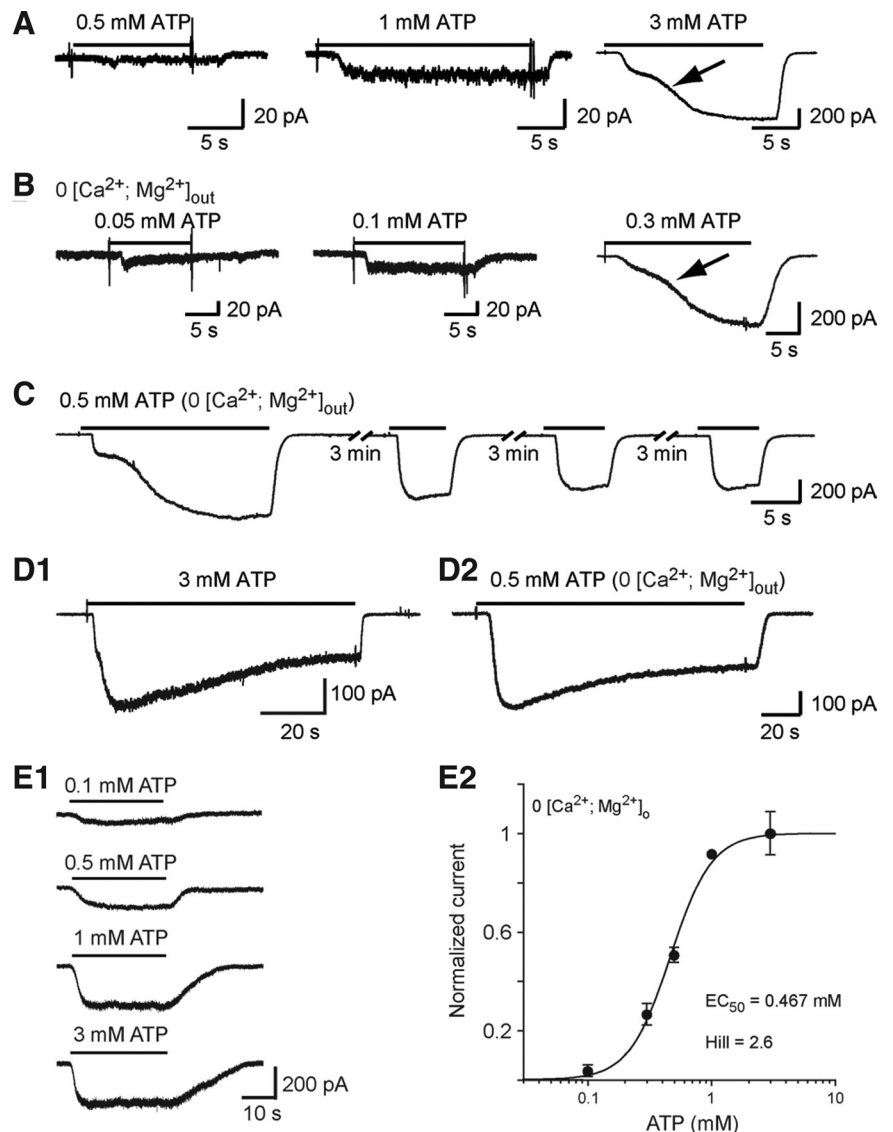 A
0.5 mM ATP
1 mM ATP
3 mM ATP
20 pA
5 s
20 pA
5 s
200 pA
5 s
B
0 [Ca2+; Mg2+]out
0.05 mM ATP
0.1 mM ATP
0.3 mM ATP
20 pA
5 s
20 pA
5 s
200 pA
5 s
C
0.5 mM ATP (0 [Ca2+; Mg2+]out)
3 min
3 min
3 min
200 pA
5 s
D1
3 mM ATP
100 pA
20 s
D2
0.5 mM ATP (0 [Ca2+; Mg2+]out)
100 pA
20 s
E1
0.1 mM ATP
0.5 mM ATP
1 mM ATP
3 mM ATP
200 pA
10 s
E2
0 [Ca2+; Mg2+]o
Normalized current
1
0.6
0.2
EC50 = 0.467 mM
Hill = 2.6
0.1
1
10
ATP (mM)